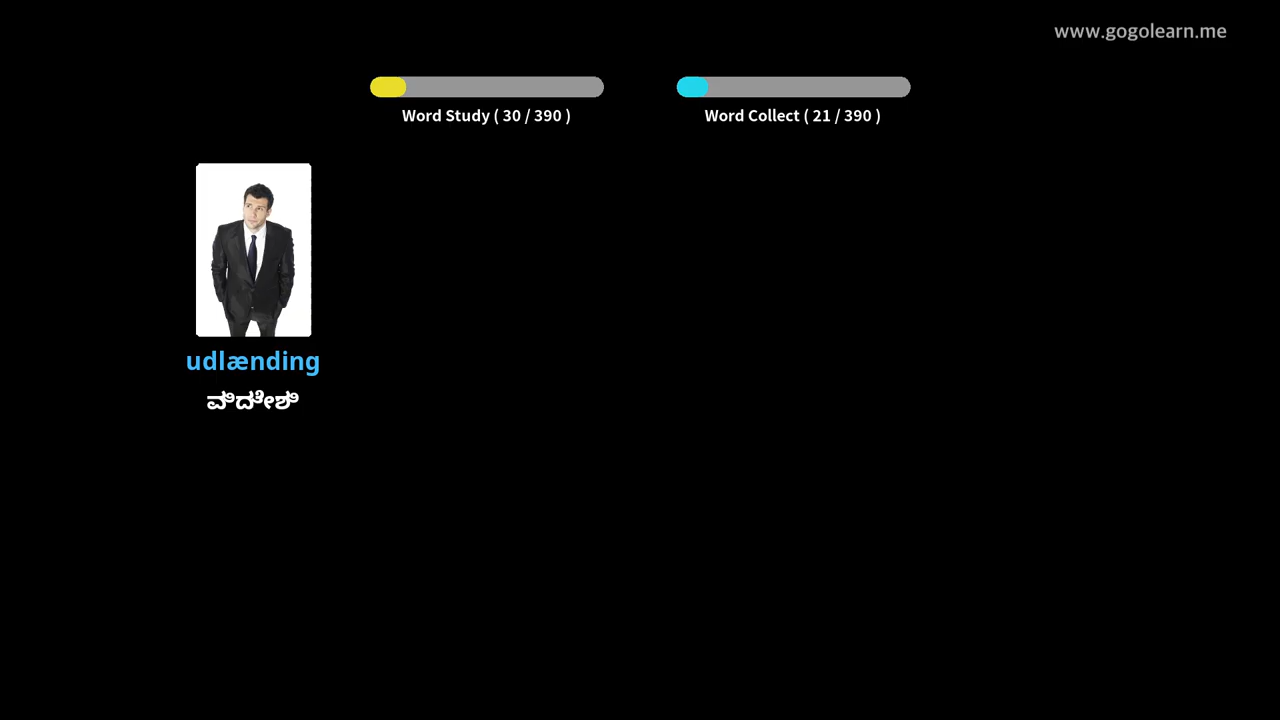 www.gogolearn.me
Word Study ( 30 / 390 )
Word Collect ( 21 / 390 )
udlænding
ವಿದೇಶಿ